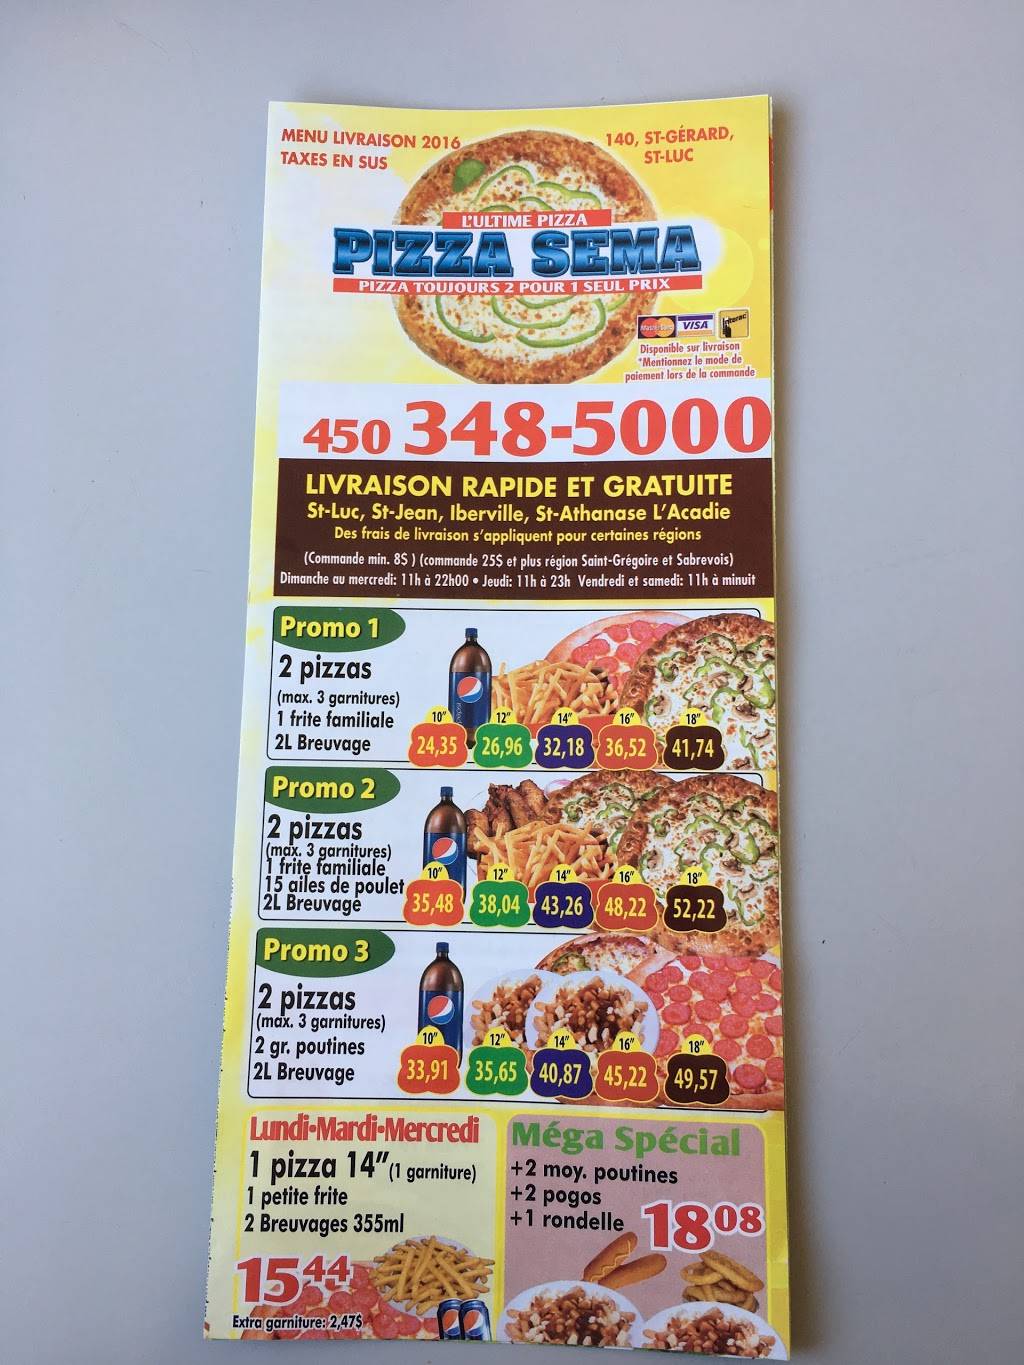 MENU LIVRAISON 2016
TAXES EN SUS
140, ST-GÉRARD,
ST-LUC
L'ULTIME PIZZA
PIZZA SEMA
PIZZA TOUJOURS 2 POUR 1 SEUL PRIX
MasterCard VISA Interac
Disponible sur livraison
*Mentionnez le mode de
paiement lors de la commande
450 348-5000
LIVRAISON RAPIDE ET GRATUITE
St-Luc, St-Jean, Iberville, St-Athanase L'Acadie
Des frais de livraison s'appliquent pour certaines régions
(Commande min. 8$ ) (commande 25$ et plus région Saint-Grégoire et Sabrevois)
Dimanche au mercredi: 11h à 22h00 • Jeudi: 11h à 23h Vendredi et samedi: 11h à minuit
Promo 1
2 pizzas
(max. 3 garnitures)
1 frite familiale
2L Breuvage
pepsi
10" 12" 14" 16" 18"
24,35 26,96 32,18 36,52 41,74
Promo 2
2 pizzas
(max. 3 garnitures)
1 frite familiale
15 ailes de poulet
2L Breuvage
10" 12" 14" 16" 18"
35,48 38,04 43,26 48,22 52,22
Promo 3
2 pizzas
(max. 3 garnitures)
2 gr. poutines
2L Breuvage
10" 12" 14" 16" 18"
33,91 35,65 40,87 45,22 49,57
Lundi•Mardi•Mercredi
1 pizza 14" (1 garniture)
1 petite frite
2 Breuvages 355ml
15 44
Extra garniture: 2,47$
Méga Spécial
+2 moy. poutines
+2 pogos
+1 rondelle
18 08